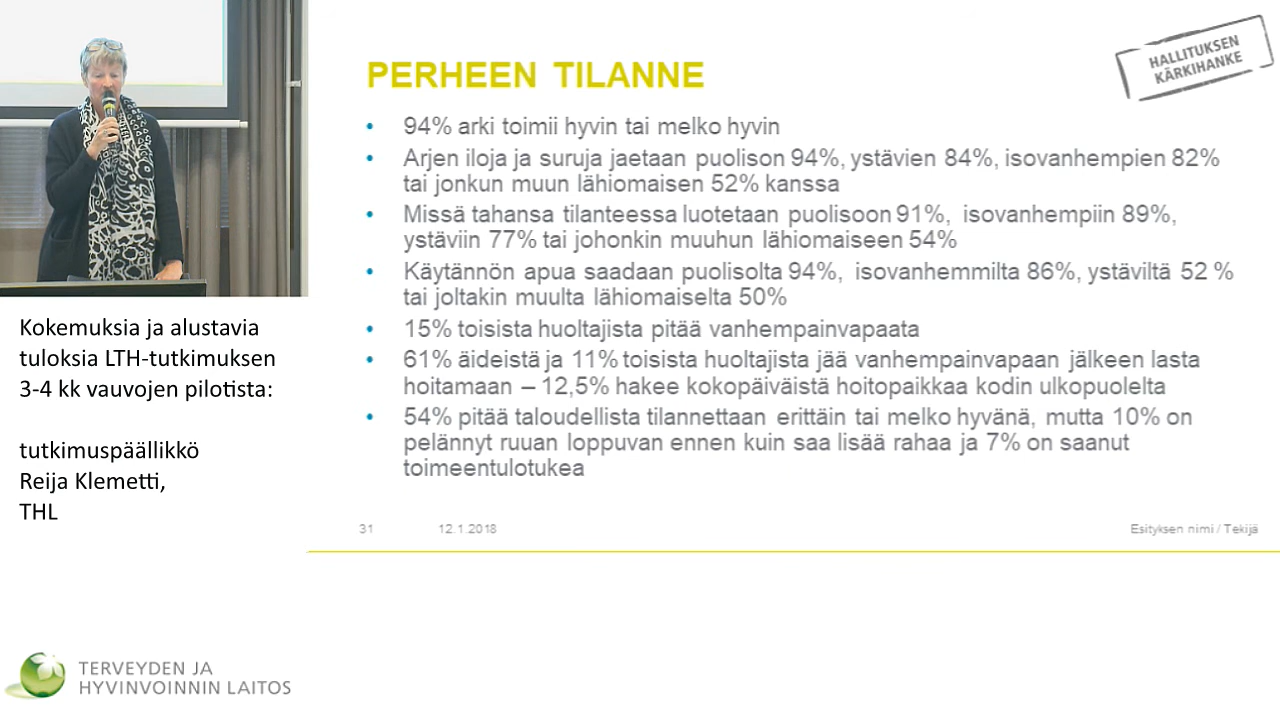 PERHEEN TILANNE
HALLITUKSEN
KÄRKIHANKE
• 94% arki toimii hyvin tai melko hyvin
• Arjen iloja ja suruja jaetaan puolison 94%, ystävien 84%, isovanhempien 82%
tai jonkun muun lähiomaisen 52% kanssa
• Missä tahansa tilanteessa luotetaan puolisoon 91%, isovanhempiin 89%,
ystäviin 77% tai johonkin muuhun lähiomaiseen 54%
• Käytännön apua saadaan puolisolta 94%, isovanhemmilta 86%, ystäviltä 52 %
tai joltakin muulta lähiomaiselta 50%
• 15% toisista huoltajista pitää vanhempainvapaata
• 61% äideistä ja 11% toisista huoltajista jää vanhempainvapaan jälkeen lasta
hoitamaan – 12,5% hakee kokopäiväistä hoitopaikkaa kodin ulkopuolelta
• 54% pitää taloudellista tilannettaan erittäin tai melko hyvänä, mutta 10% on
pelännyt ruuan loppuvan ennen kuin saa lisää rahaa ja 7% on saanut
toimeentulotukea
31 12.1.2018 Esityksen nimi / Tekijä
Kokemuksia ja alustavia
tuloksia LTH-tutkimuksen
3-4 kk vauvojen pilotista:
tutkimuspäällikkö
Reija Klemetti,
THL
TERVEYDEN JA
HYVINVOINNIN LAITOS